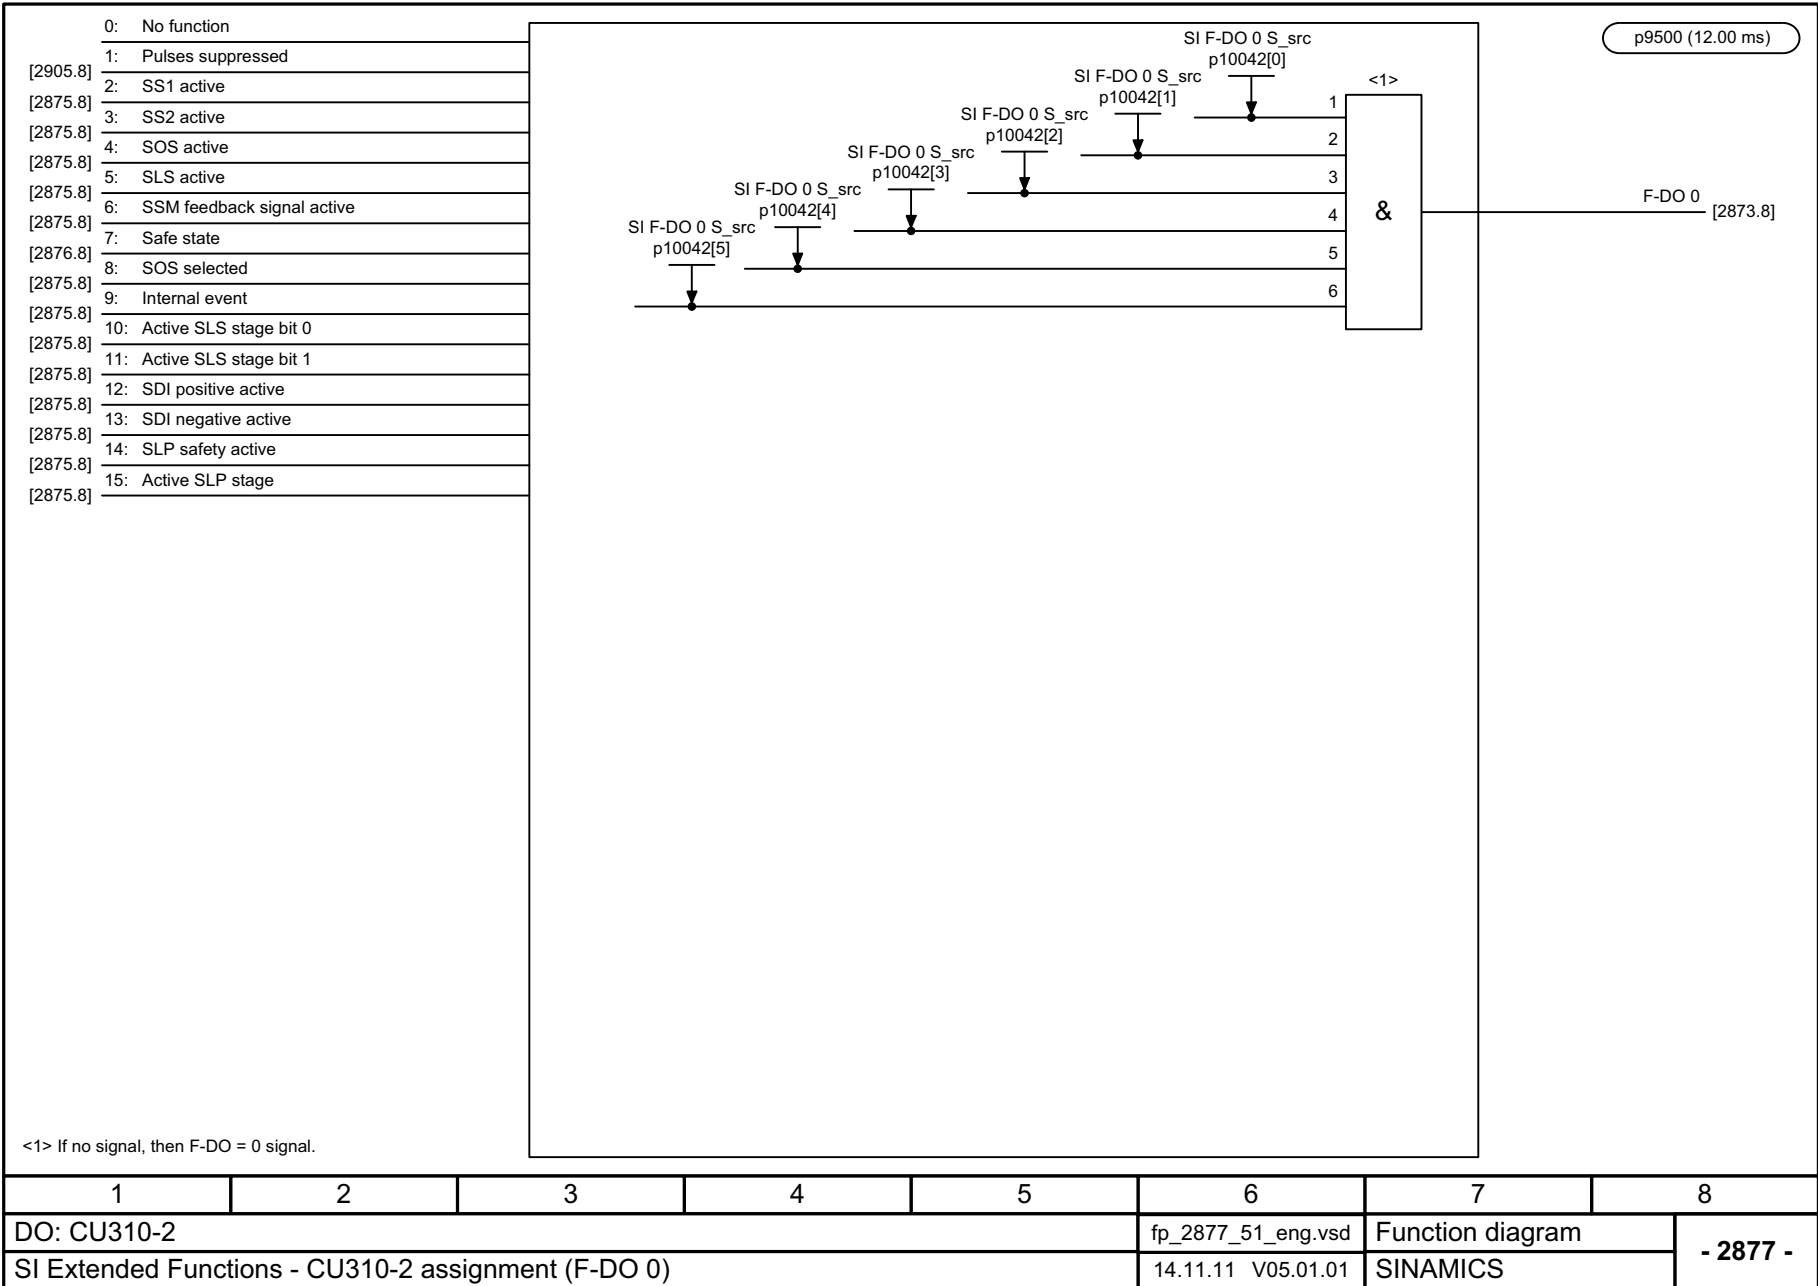 0: No function
1: Pulses suppressed
[2905.8]
2: SS1 active
[2875.8]
3: SS2 active
[2875.8]
4: SOS active
[2875.8]
5: SLS active
[2875.8]
6: SSM feedback signal active
[2875.8]
7: Safe state
[2876.8]
8: SOS selected
[2875.8]
9: Internal event
[2875.8]
10: Active SLS stage bit 0
[2875.8]
11: Active SLS stage bit 1
[2875.8]
12: SDI positive active
[2875.8]
13: SDI negative active
[2875.8]
14: SLP safety active
[2875.8]
15: Active SLP stage
[2875.8]
SI F-DO 0 S_src
p10042[0]
SI F-DO 0 S_src
p10042[1]
SI F-DO 0 S_src
p10042[2]
SI F-DO 0 S_src
p10042[3]
SI F-DO 0 S_src
p10042[4]
SI F-DO 0 S_src
p10042[5]
<1>
1
2
3
4
5
6
&
p9500 (12.00 ms)
F-DO 0 [2873.8]
<1> If no signal, then F-DO = 0 signal.
1 2 3 4 5 6 7 8
DO: CU310-2
fp_2877_51_eng.vsd
Function diagram
- 2877 -
SI Extended Functions - CU310-2 assignment (F-DO 0)
14.11.11 V05.01.01
SINAMICS